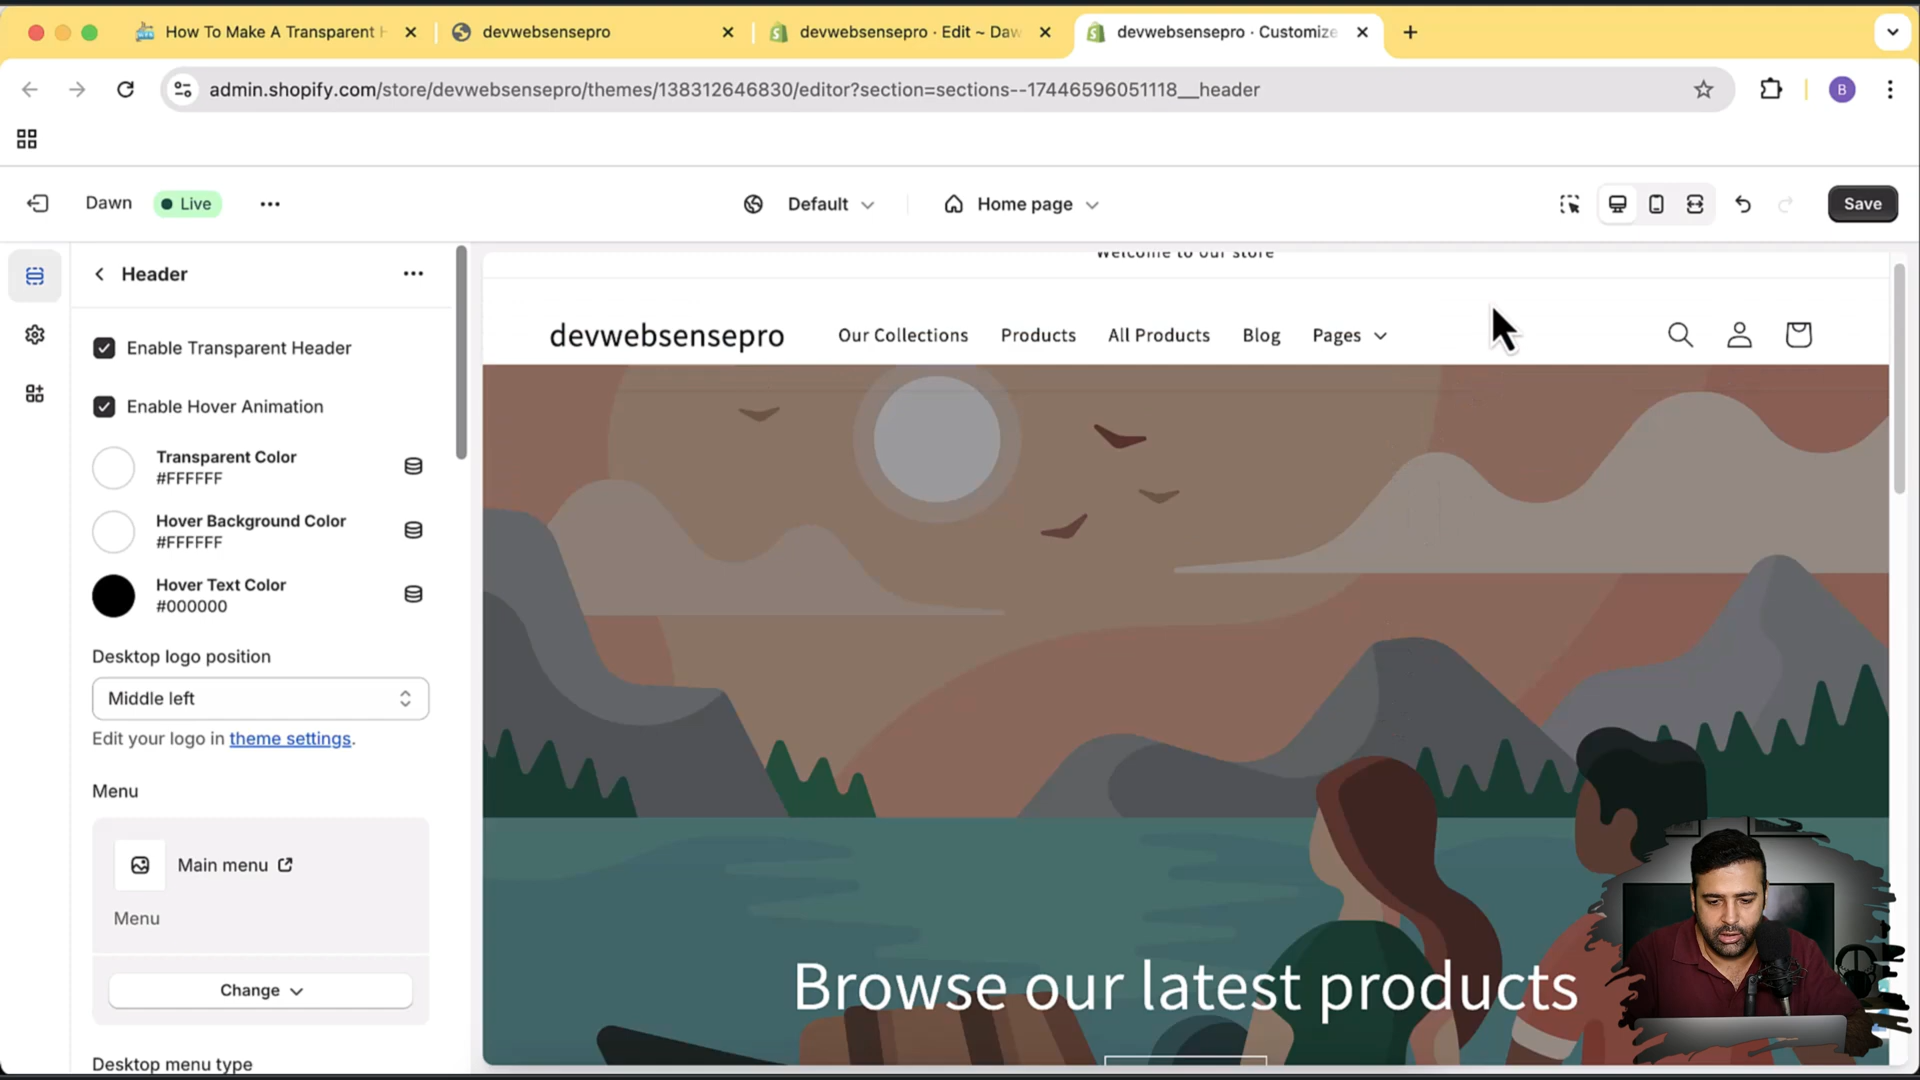 How To Make A Transparent H
devwebsensepro
devwebsensepro · Edit ~ Daw
devwebsensepro · Customize
admin.shopify.com/store/devwebsensepro/themes/138312646830/editor?section=sections--17446596051118__header
B
Dawn
Live
Default
Home page
Save
Header
Enable Transparent Header
Enable Hover Animation
Transparent Color
#FFFFFF
Hover Background Color
#FFFFFF
Hover Text Color
#000000
Desktop logo position
Middle left
Edit your logo in theme settings.
Menu
Main menu
Menu
Change
Desktop menu type
Welcome to our store
devwebsensepro
Our Collections
Products
All Products
Blog
Pages
Browse our latest products